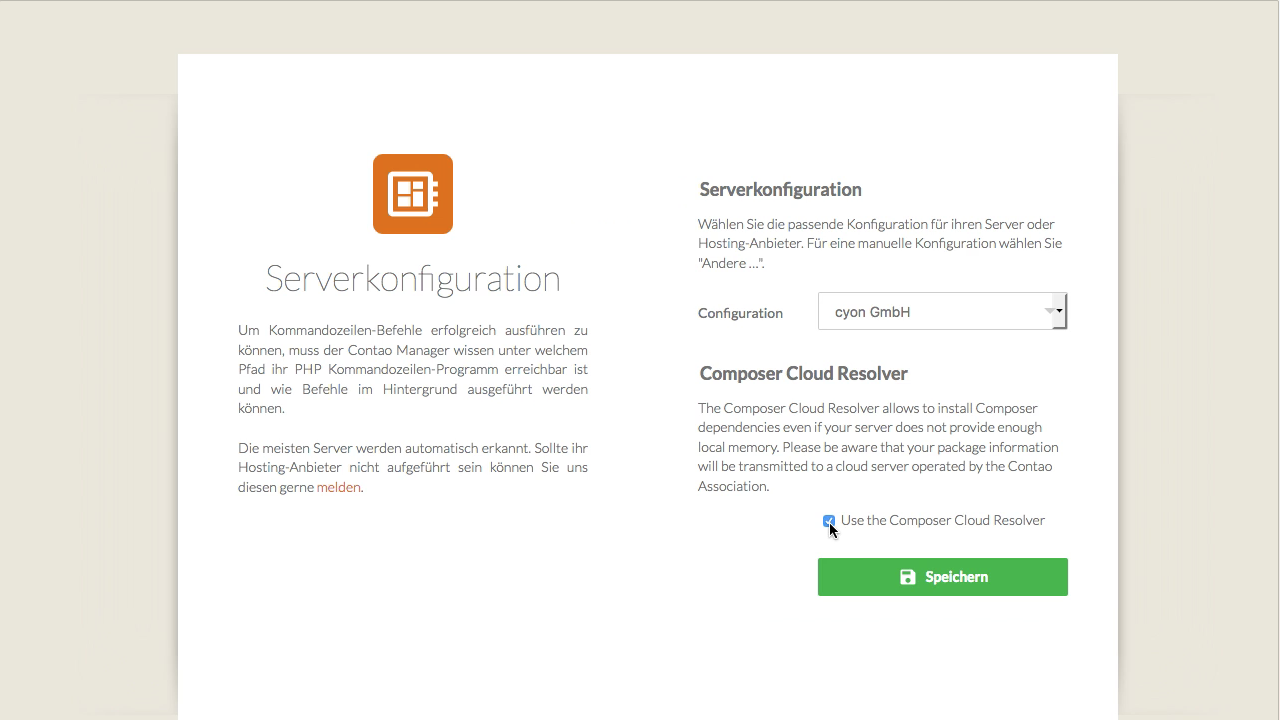 Serverkonfiguration
Um Kommandozeilen-Befehle erfolgreich ausführen zu
können, muss der Contao Manager wissen unter welchem
Pfad ihr PHP Kommandozeilen-Programm erreichbar ist
und wie Befehle im Hintergrund ausgeführt werden
können.
Die meisten Server werden automatisch erkannt. Sollte ihr
Hosting-Anbieter nicht aufgeführt sein können Sie uns
diesen gerne melden.
Serverkonfiguration
Wählen Sie die passende Konfiguration für ihren Server oder
Hosting-Anbieter. Für eine manuelle Konfiguration wählen Sie
"Andere ...".
Configuration
cyon GmbH
Composer Cloud Resolver
The Composer Cloud Resolver allows to install Composer
dependencies even if your server does not provide enough
local memory. Please be aware that your package information
will be transmitted to a cloud server operated by the Contao
Association.
Use the Composer Cloud Resolver
Speichern